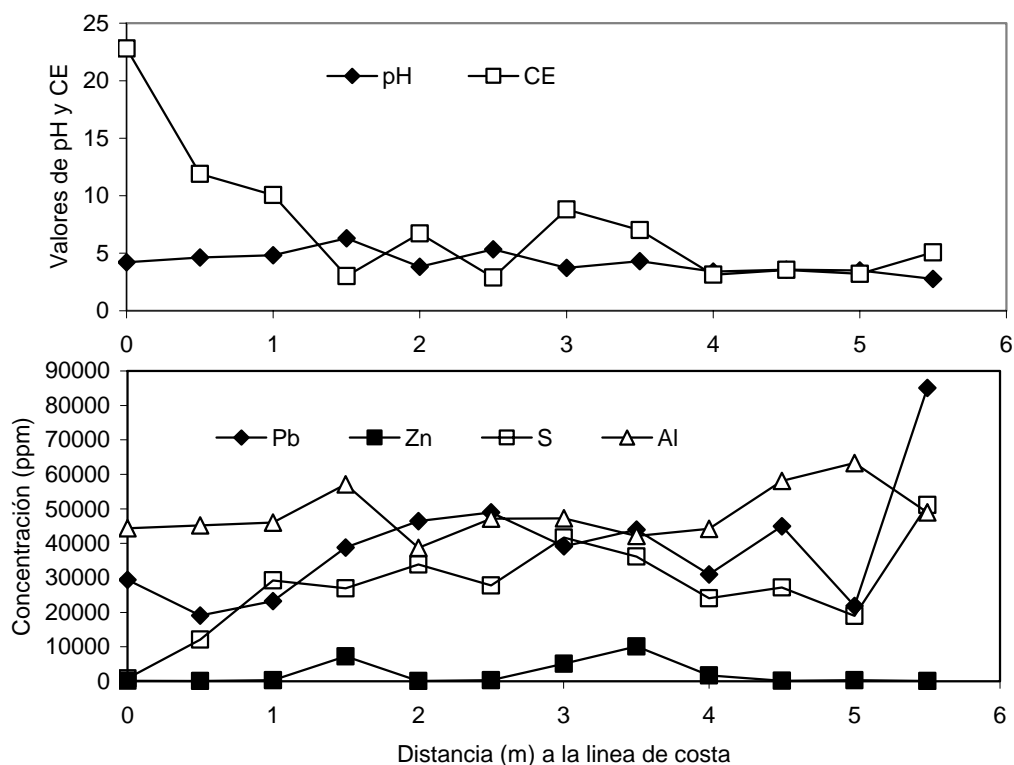 25
20
15
10
5
0
Valores de pH y CE
pH CE
0 1 2 3 4 5 6
90000
80000
70000
60000
50000
40000
30000
20000
10000
0
Concentración (ppm)
Pb Zn S Al
0 1 2 3 4 5 6
Distancia (m) a la linea de costa